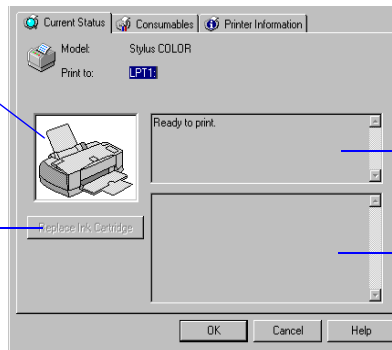 Current Status Consumables Printer Information
Model: Stylus COLOR
Print to: LPT1:
Ready to print.
Replace Ink Cartridge
OK Cancel Help